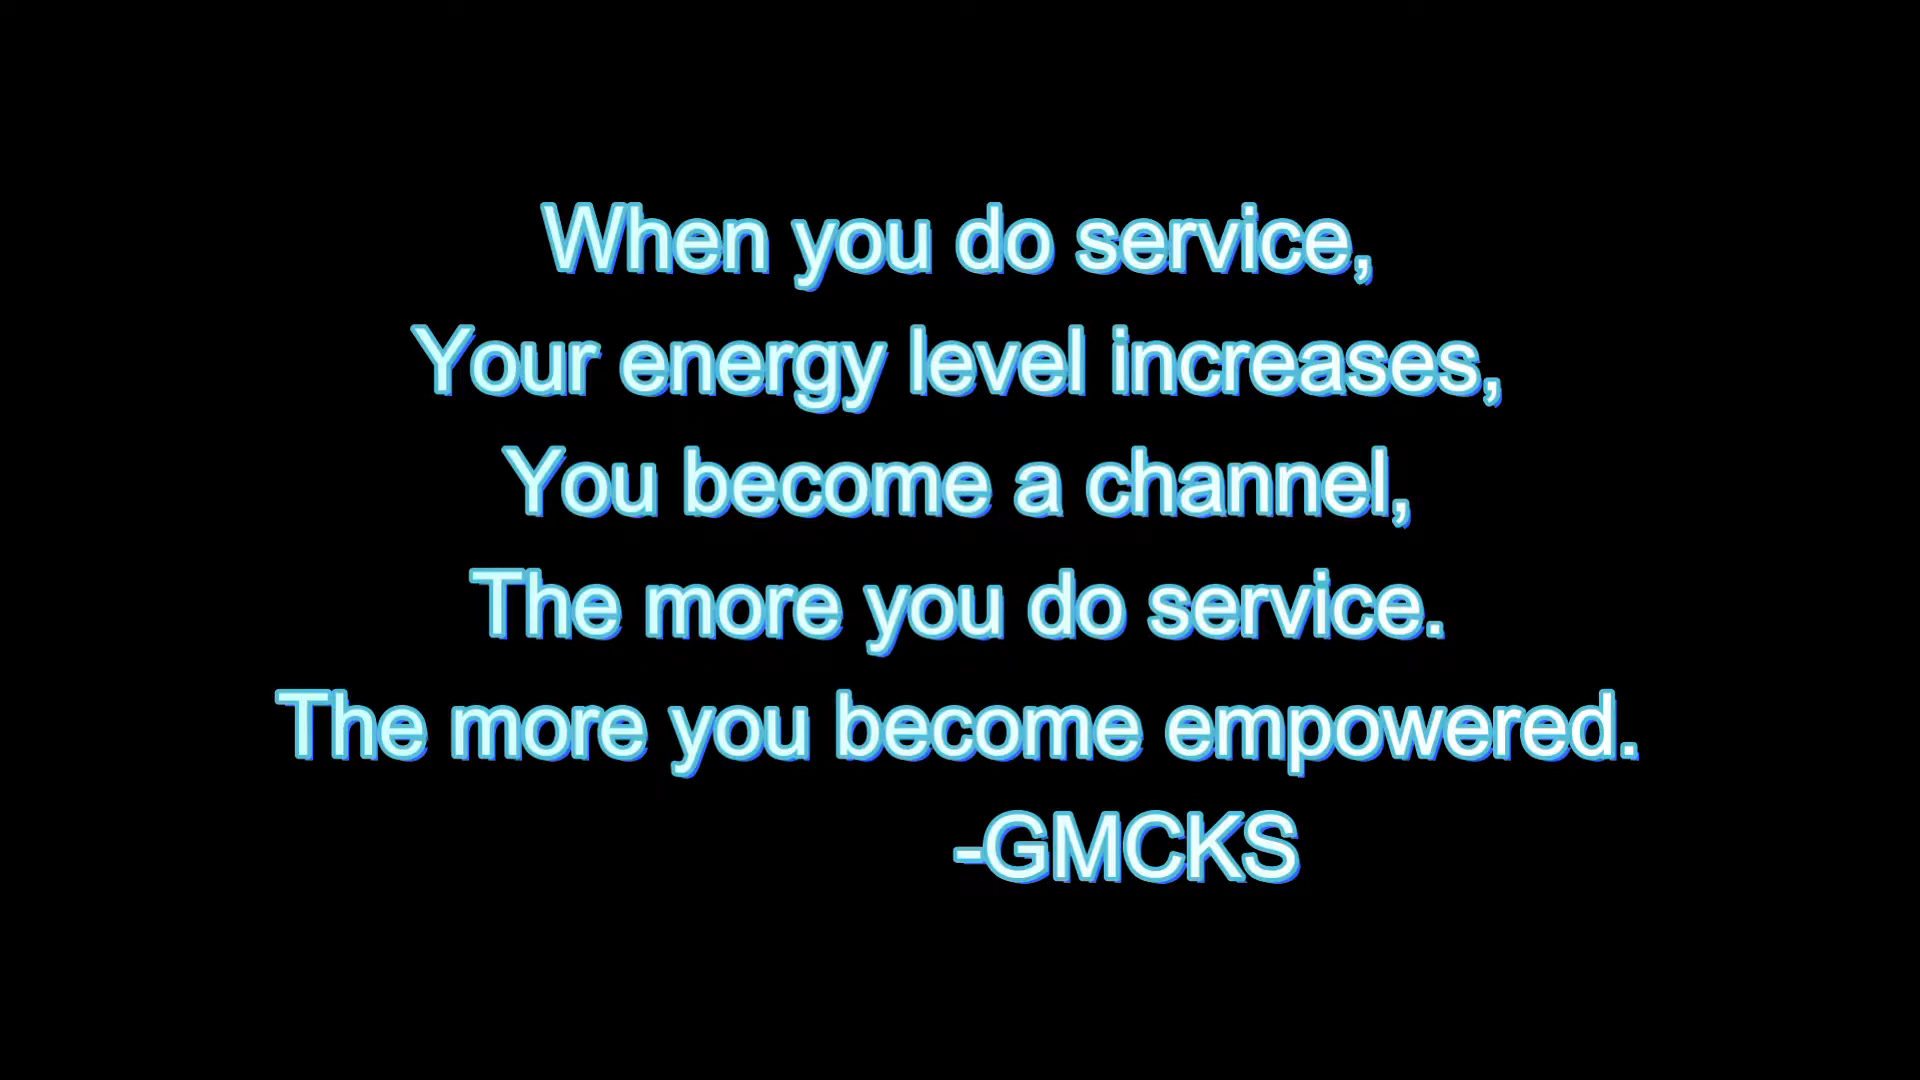 When you do service,
Your energy level increases,
You become a channel,
The more you do service.
The more you become empowered.
-GMCKS